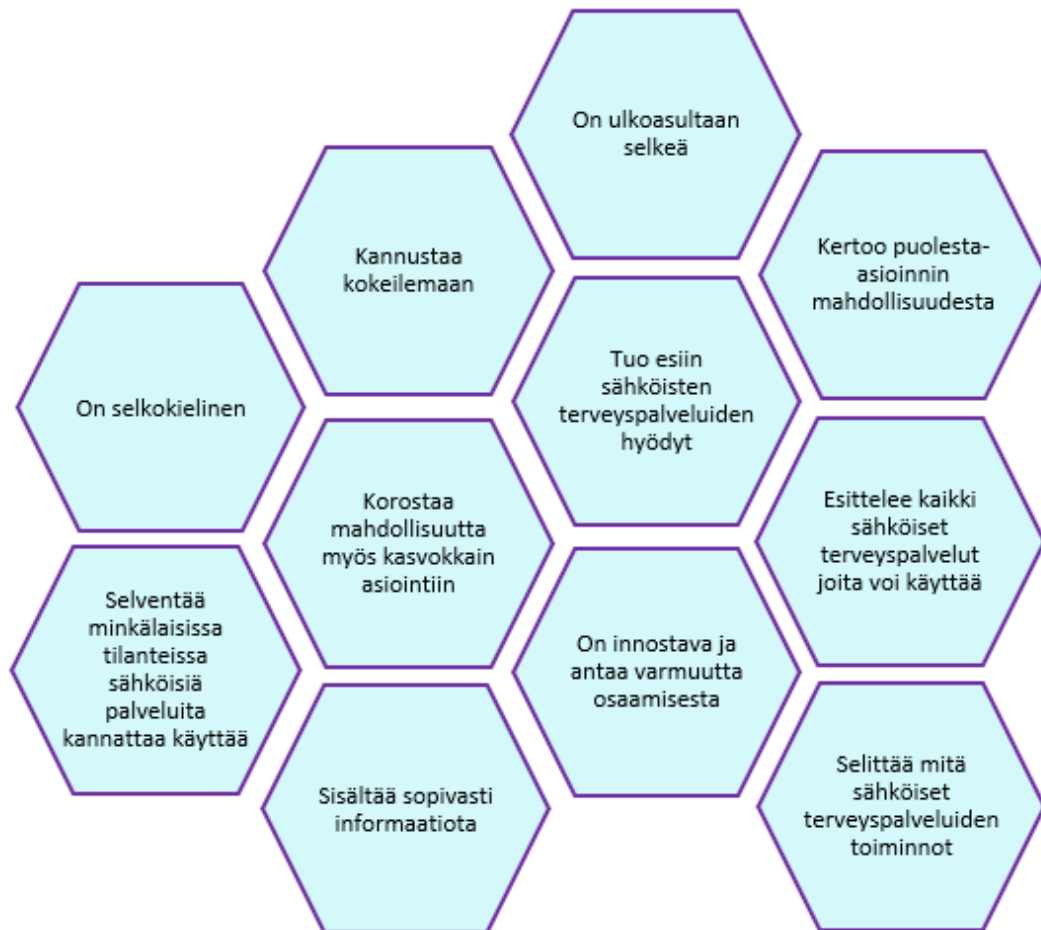 On ulkoasultaan
selkeä
Kannustaa
kokeilemaan
Kertoo puolesta-
asioinnin
mahdollisuudesta
On selkokielinen
Tuo esiin
sähköisten
terveyspalveluiden
hyödyt
Korostaa
mahdollisuutta
myös kasvokkain
asiointiin
Esittelee kaikki
sähköiset
terveyspalvelut
joita voi käyttää
Selventää
minkälaisissa
tilanteissa
sähköisiä
palveluita
kannattaa käyttää
On innostava ja
antaa varmuutta
osaamisesta
Sisältää sopivasti
informaatiota
Selittää mitä
sähköiset
terveyspalveluiden
toiminnot